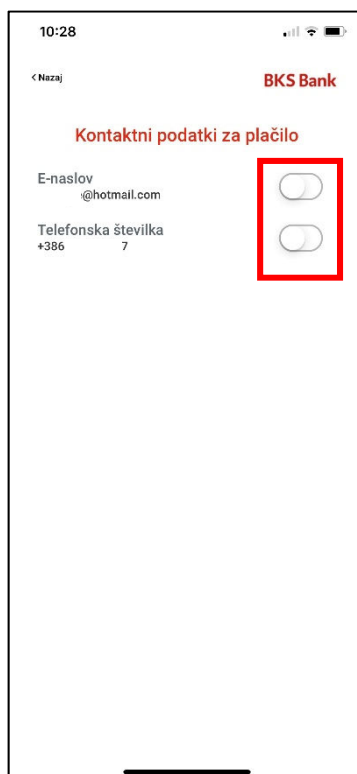 10:28
< Nazaj
BKS Bank
Kontaktni podatki za plačilo
E-naslov
@hotmail.com
Telefonska številka
+386 7